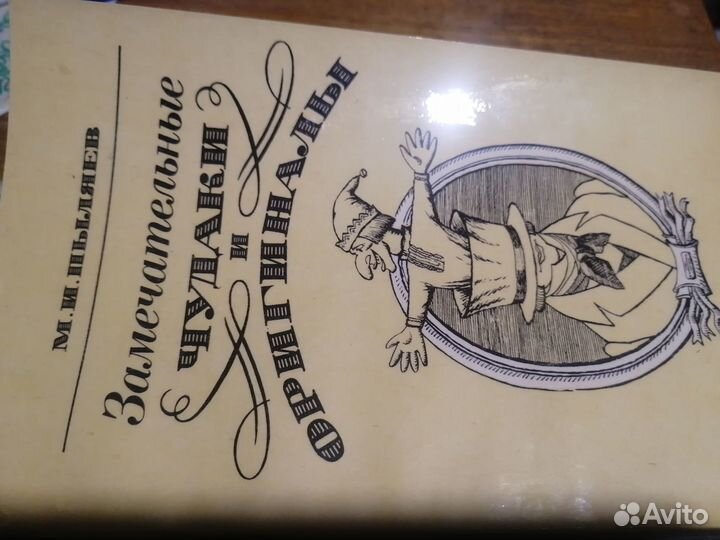 М.И.ПЫЛЯЕВ
Замечательные
ЧУДАКИ
И
ОРИГИНАЛЫ
Avito